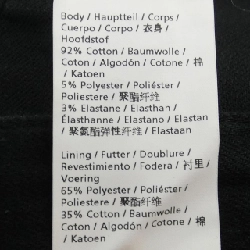 Body / Hauptteil / Corps /
Cuerpo / Corpo / 衣身 /
Hoofdstof
92% Cotton / Baumwolle /
Coton / Algodón / Cotone / 棉
/ Katoen
5% Polyester / Poliéster /
Poliestere / 聚酯纤维
3% Elastane / Elasthan /
Élasthanne / Elastano / Elastan
/ 聚氨酯弹性纤维 / Elastaan
Lining / Futter / Doublure /
Revestimiento / Fodera / 衬里 /
Voering
65% Polyester / Poliéster /
Poliestere / 聚酯纤维
35% Cotton / Baumwolle /
Coton / Algodón / Cotone / 棉
/ Katoen